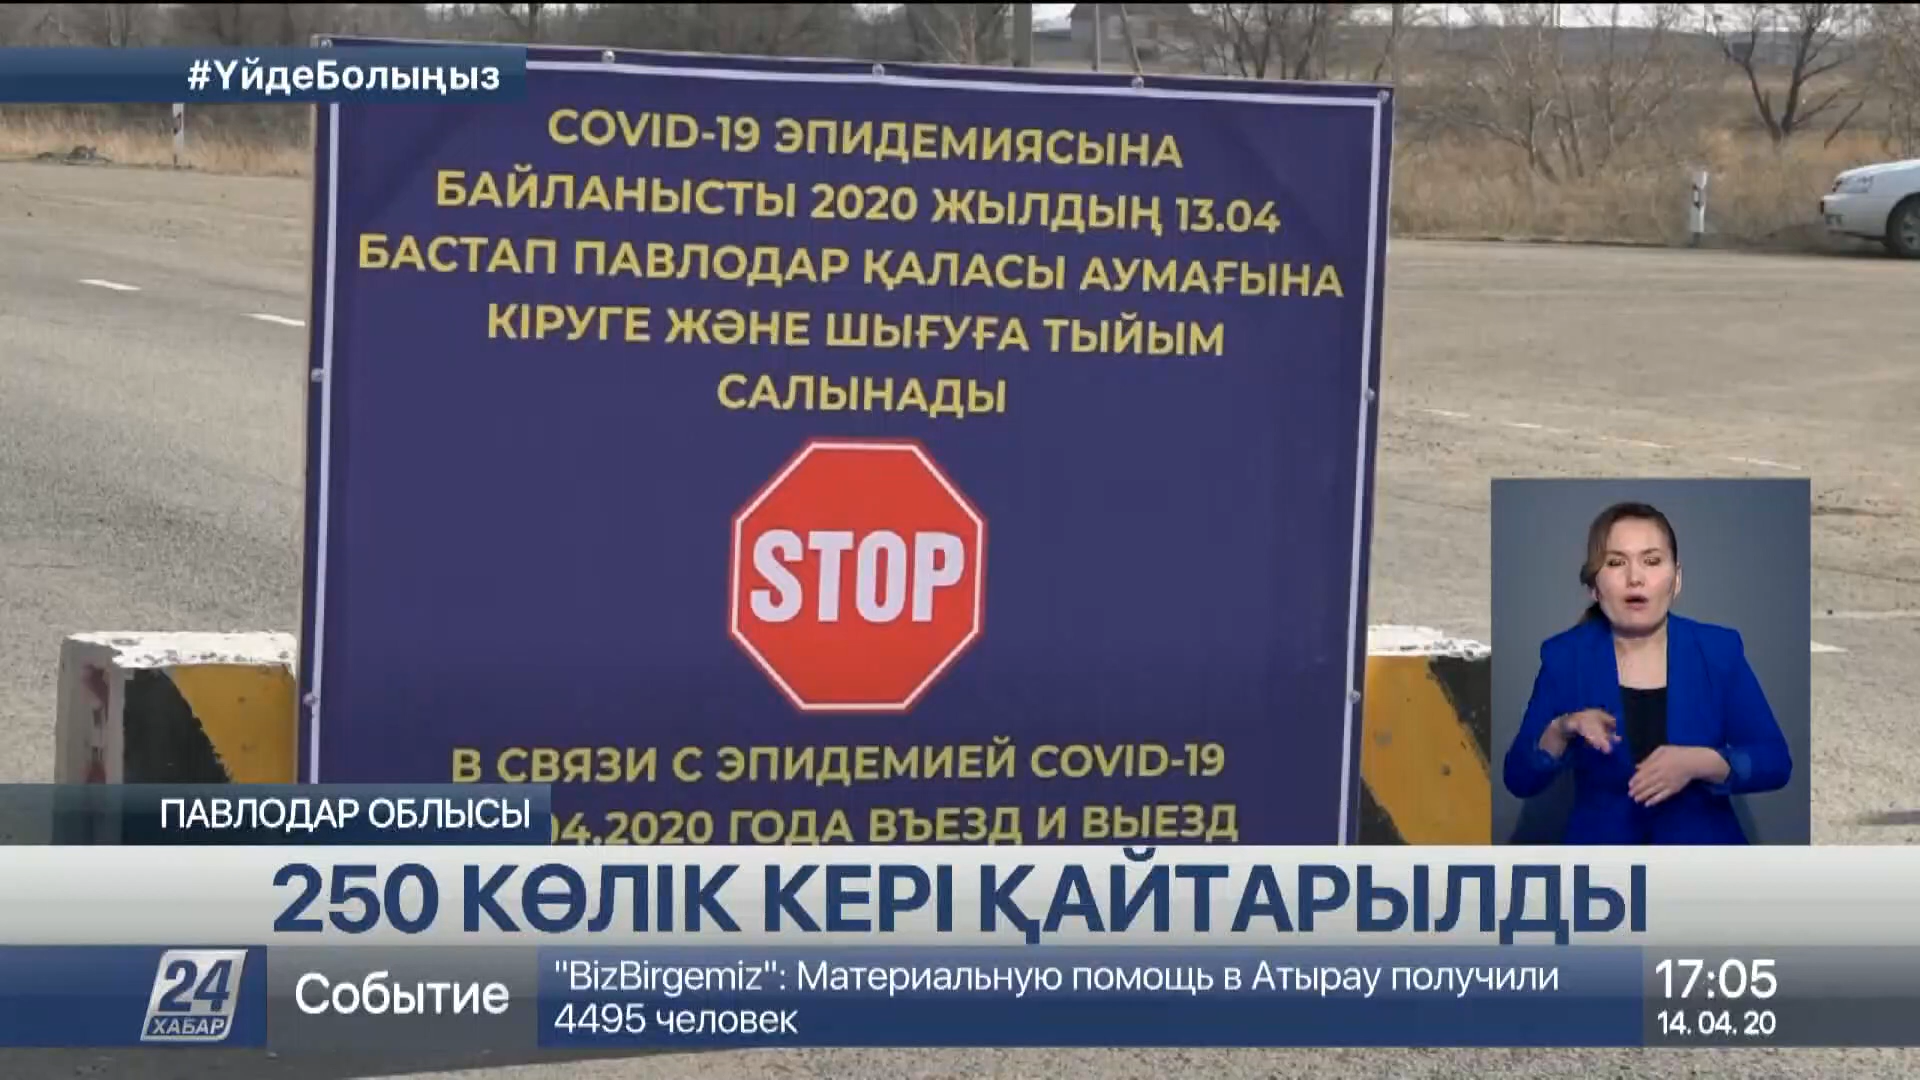 #ҮйдеБолыңыз
COVID-19 ЭПИДЕМИЯСЫНА
БАЙЛАНЫСТЫ 2020 ЖЫЛДЫҢ 13.04
БАСТАП ПАВЛОДАР ҚАЛАСЫ АУМАҒЫНА
КІРУГЕ ЖӘНЕ ШЫҒУҒА ТЫЙЫМ
САЛЫНАДЫ
STOP
В СВЯЗИ С ЭПИДЕМИЕЙ COVID-19
04.2020 ГОДА ВЪЕЗД И ВЫЕЗД
ПАВЛОДАР ОБЛЫСЫ
250 КӨЛІК КЕРІ ҚАЙТАРЫЛДЫ
24
ХАБАР
Событие
"BizBirgemiz": Материальную помощь в Атырау получили
4495 человек
17:05
14. 04. 20